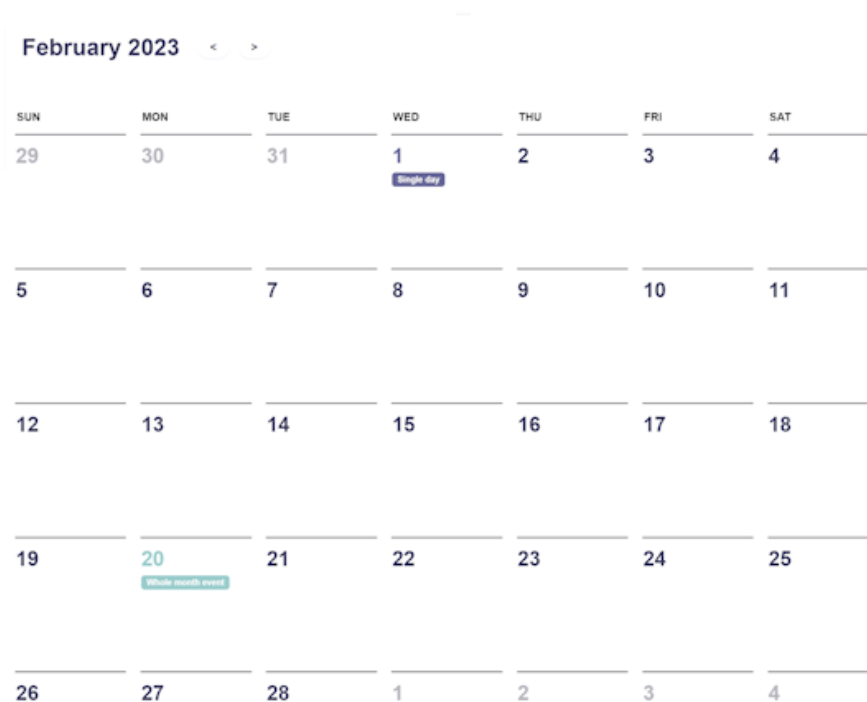 February 2023 < >
SUN MON TUE WED THU FRI SAT
29 30 31 1 2 3 4
Single day
5 6 7 8 9 10 11
12 13 14 15 16 17 18
19 20 21 22 23 24 25
Whole month event
26 27 28 1 2 3 4